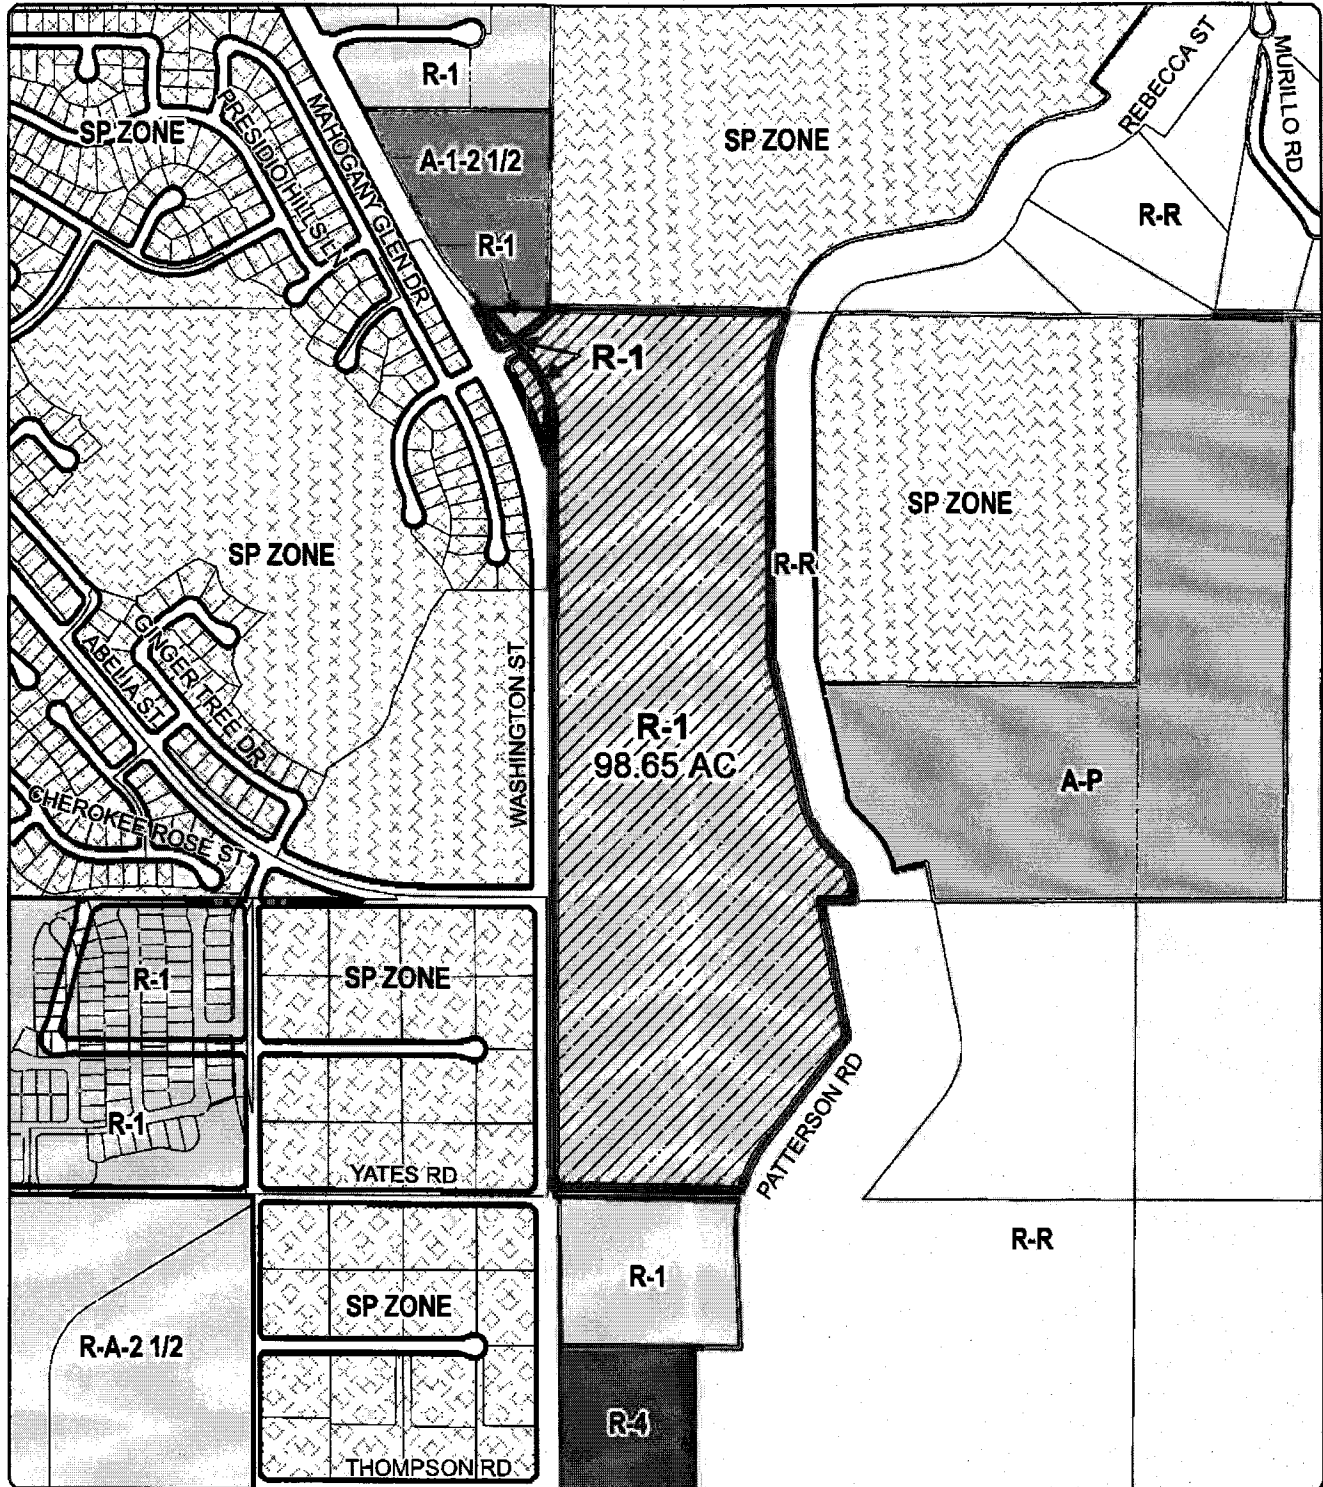 R-1
REBECCA ST
MURILLO RD
SP ZONE
PRESIDIO HILLS LN
MAHOGANY GLEN DR
SP ZONE
A-1-2 1/2
R-R
R-1
R-1
SP ZONE
SP ZONE
R-R
GINGER TREE DR
ABELIA ST
WASHINGTON ST
R-1
98.65 AC
A-P
CHEROKEE ROSE ST
R-1
SP ZONE
R-1
PATTERSON RD
YATES RD
R-R
R-1
SP ZONE
R-A-2 1/2
R-4
THOMPSON RD